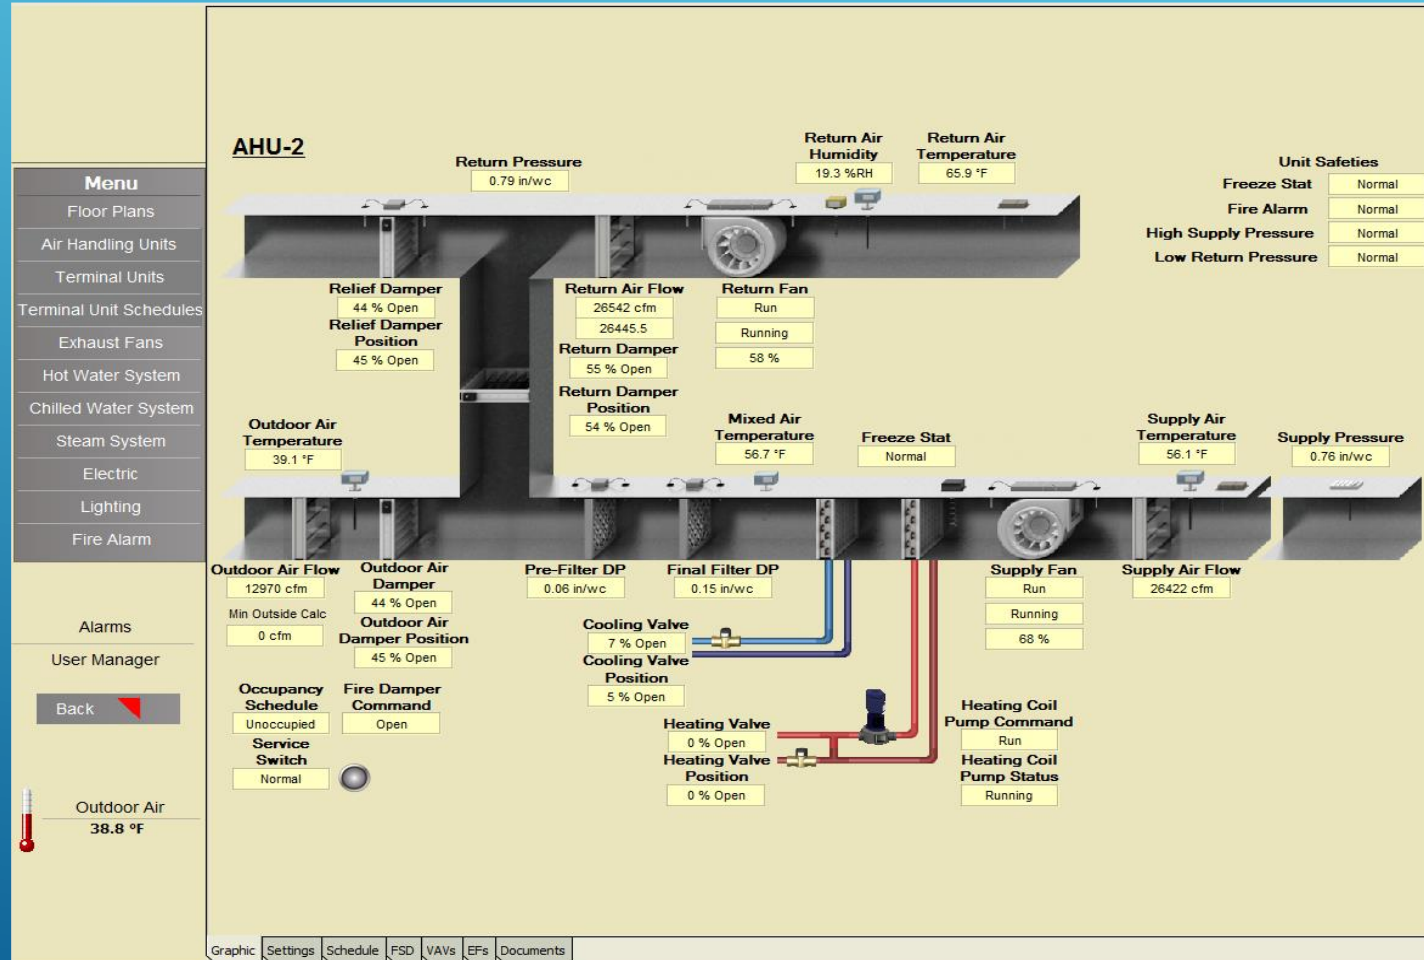 Menu
Floor Plans
Air Handling Units
Terminal Units
Terminal Unit Schedules
Exhaust Fans
Hot Water System
Chilled Water System
Steam System
Electric
Lighting
Fire Alarm
Alarms
User Manager
Back
Outdoor Air
38.8 ºF
AHU-2
Return Pressure
0.79 in/wc
Return Air
Humidity
19.3 %RH
Return Air
Temperature
65.9 °F
Unit Safeties
Freeze Stat Normal
Fire Alarm Normal
High Supply Pressure Normal
Low Return Pressure Normal
Relief Damper
44 % Open
Relief Damper
Position
45 % Open
Return Air Flow
26542 cfm
26445.5
Return Damper
55 % Open
Return Damper
Position
54 % Open
Return Fan
Run
Running
58 %
Outdoor Air
Temperature
39.1 °F
Mixed Air
Temperature
56.7 °F
Freeze Stat
Normal
Supply Air
Temperature
56.1 °F
Supply Pressure
0.76 in/wc
Outdoor Air Flow
12970 cfm
Min Outside Calc
0 cfm
Outdoor Air
Damper
44 % Open
Outdoor Air
Damper Position
45 % Open
Pre-Filter DP
0.06 in/wc
Final Filter DP
0.15 in/wc
Supply Fan
Run
Running
68 %
Supply Air Flow
26422 cfm
Cooling Valve
7 % Open
Cooling Valve
Position
5 % Open
Occupancy
Schedule
Unoccupied
Fire Damper
Command
Open
Service
Switch
Normal
Heating Valve
0 % Open
Heating Valve
Position
0 % Open
Heating Coil
Pump Command
Run
Heating Coil
Pump Status
Running
Graphic Settings Schedule FSD VAVs EFs Documents